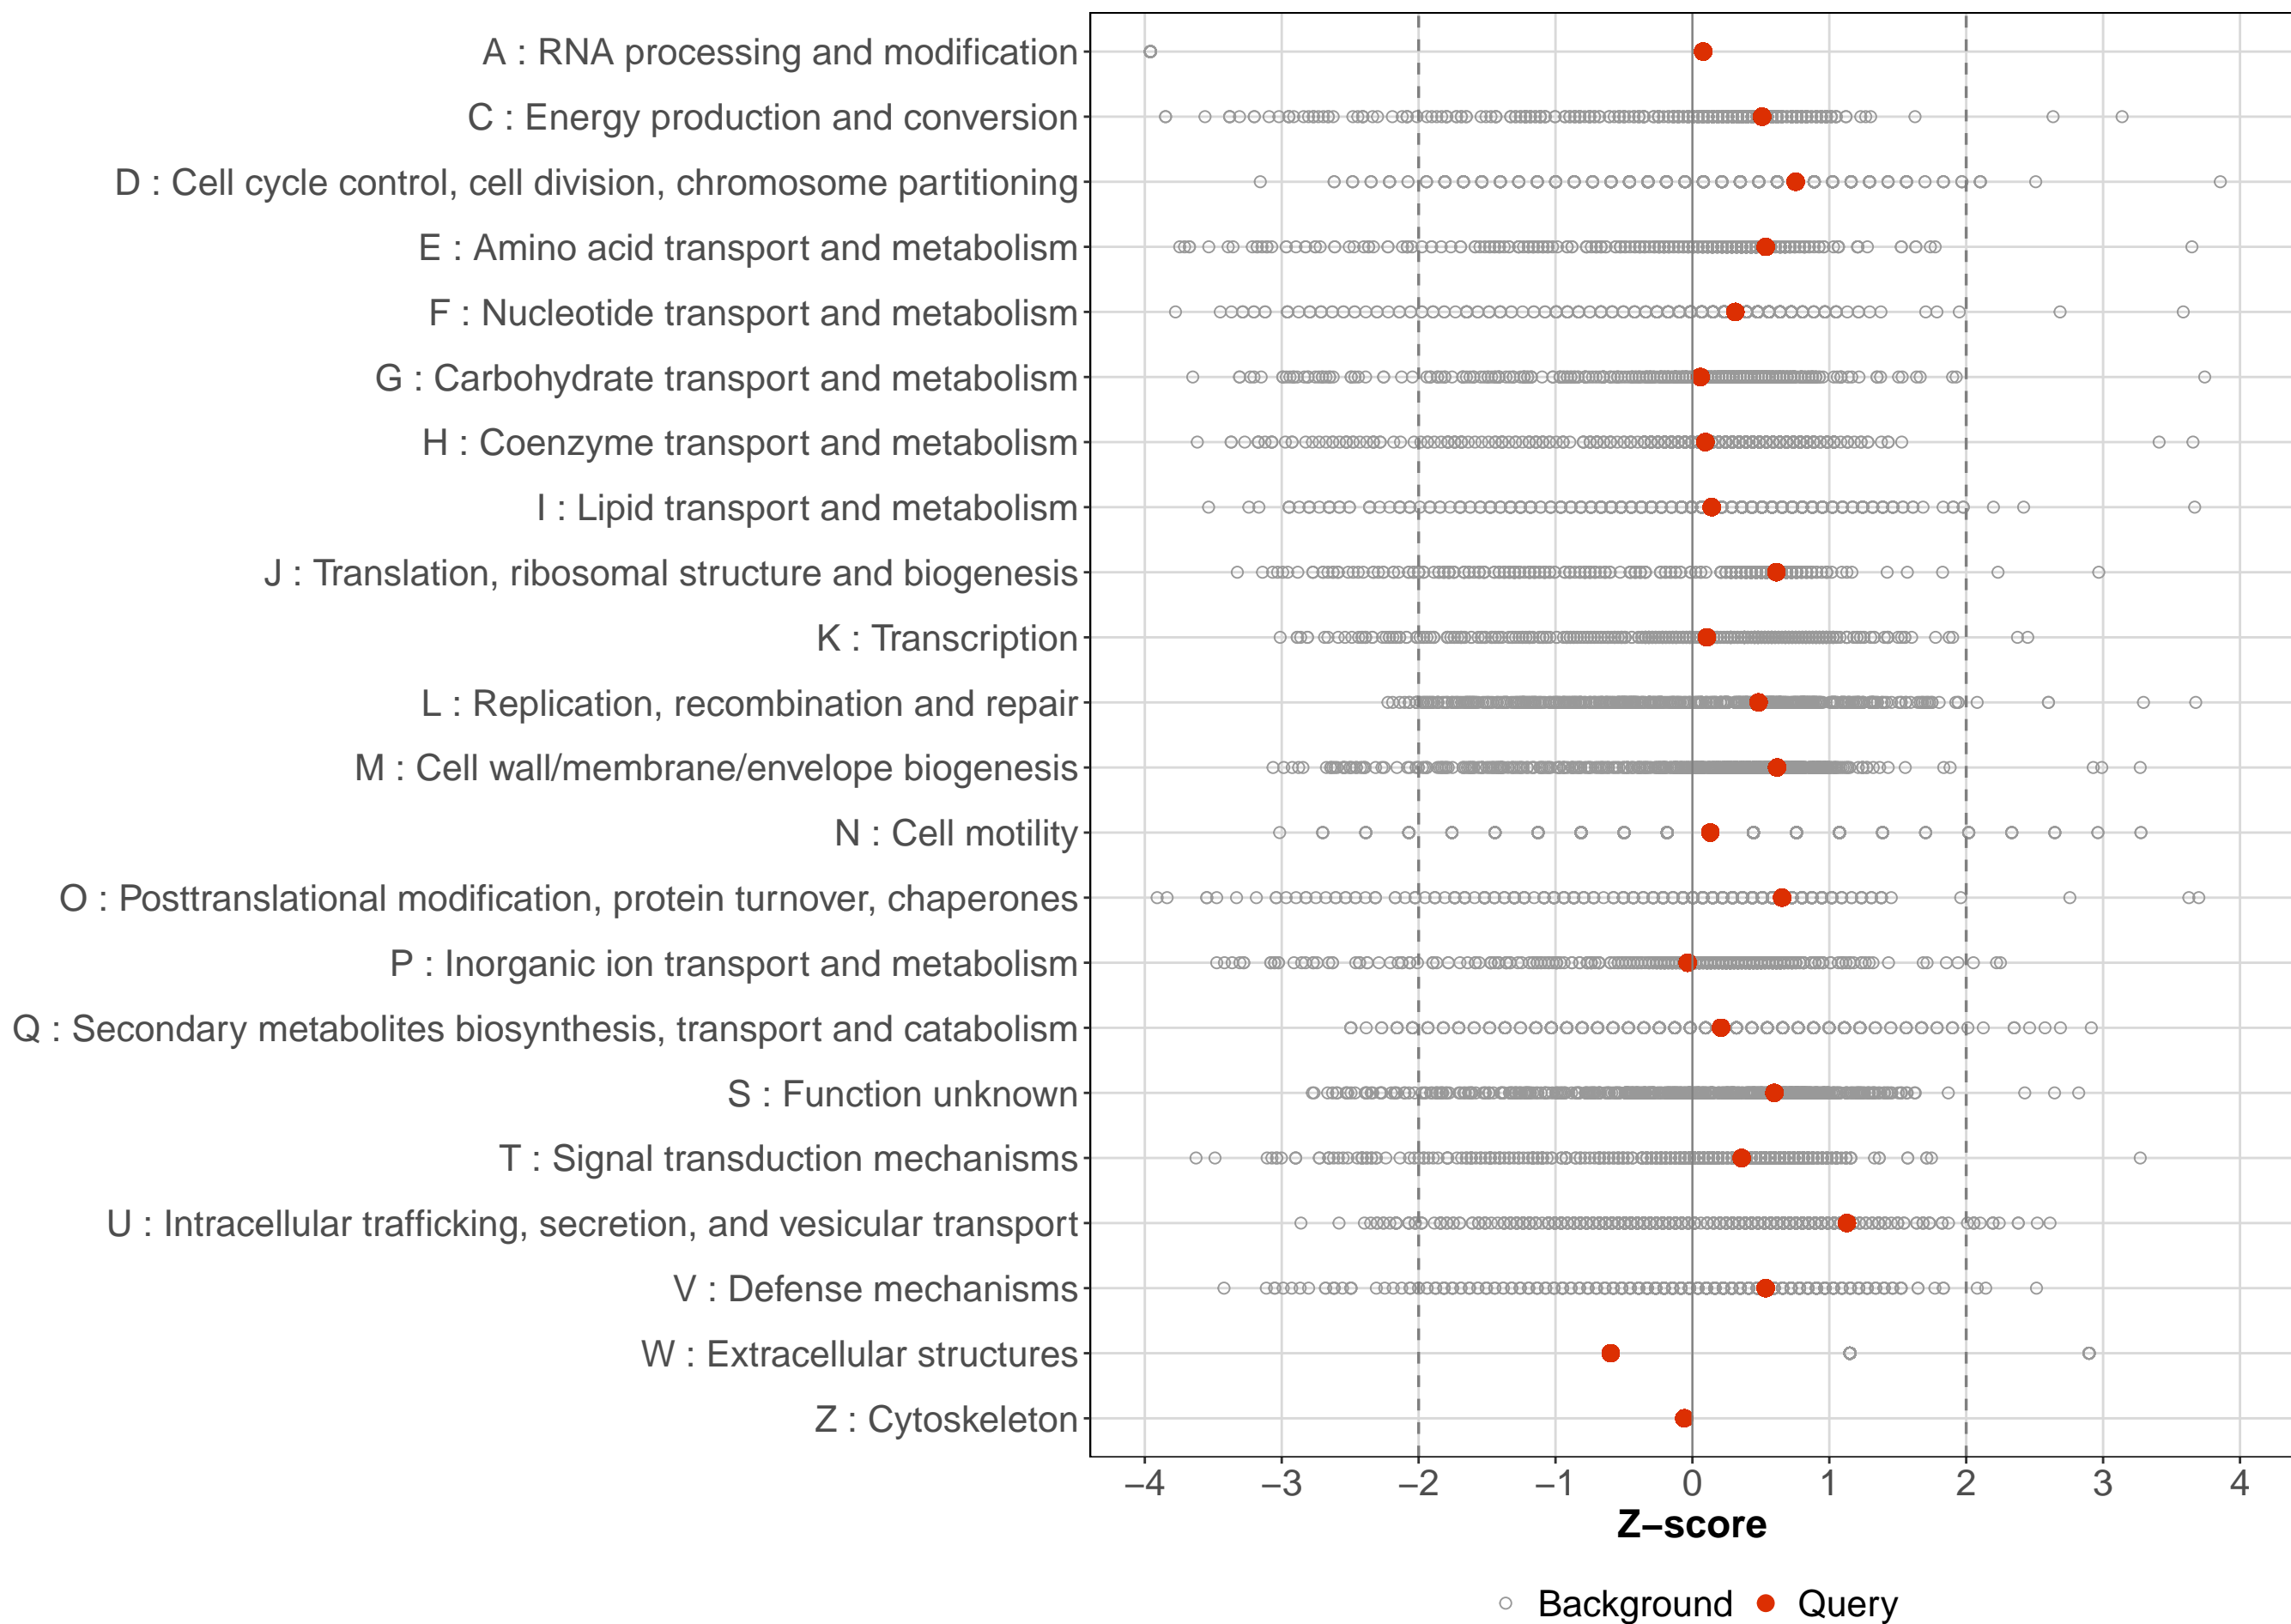 A : RNA processing and modification
C : Energy production and conversion
D : Cell cycle control, cell division, chromosome partitioning
E : Amino acid transport and metabolism
F : Nucleotide transport and metabolism
G : Carbohydrate transport and metabolism
H : Coenzyme transport and metabolism
I : Lipid transport and metabolism
J : Translation, ribosomal structure and biogenesis
K : Transcription
L : Replication, recombination and repair
M : Cell wall/membrane/envelope biogenesis
N : Cell motility
O : Posttranslational modification, protein turnover, chaperones
P : Inorganic ion transport and metabolism
Q : Secondary metabolites biosynthesis, transport and catabolism
S : Function unknown
T : Signal transduction mechanisms
U : Intracellular trafficking, secretion, and vesicular transport
V : Defense mechanisms
W : Extracellular structures
Z : Cytoskeleton
−4 −3 −2 −1 0 1 2 3 4
Z−score
Background Query